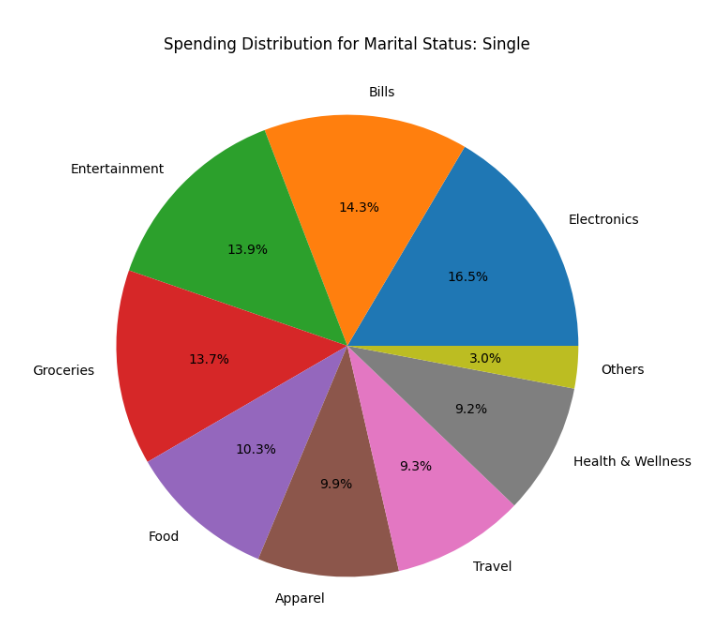 Spending Distribution for Marital Status: Single
Bills
Entertainment
Electronics
14.3%
13.9%
16.5%
Groceries
13.7%
3.0%
Others
9.2%
10.3%
9.3%
9.9%
Health & Wellness
Food
Travel
Apparel